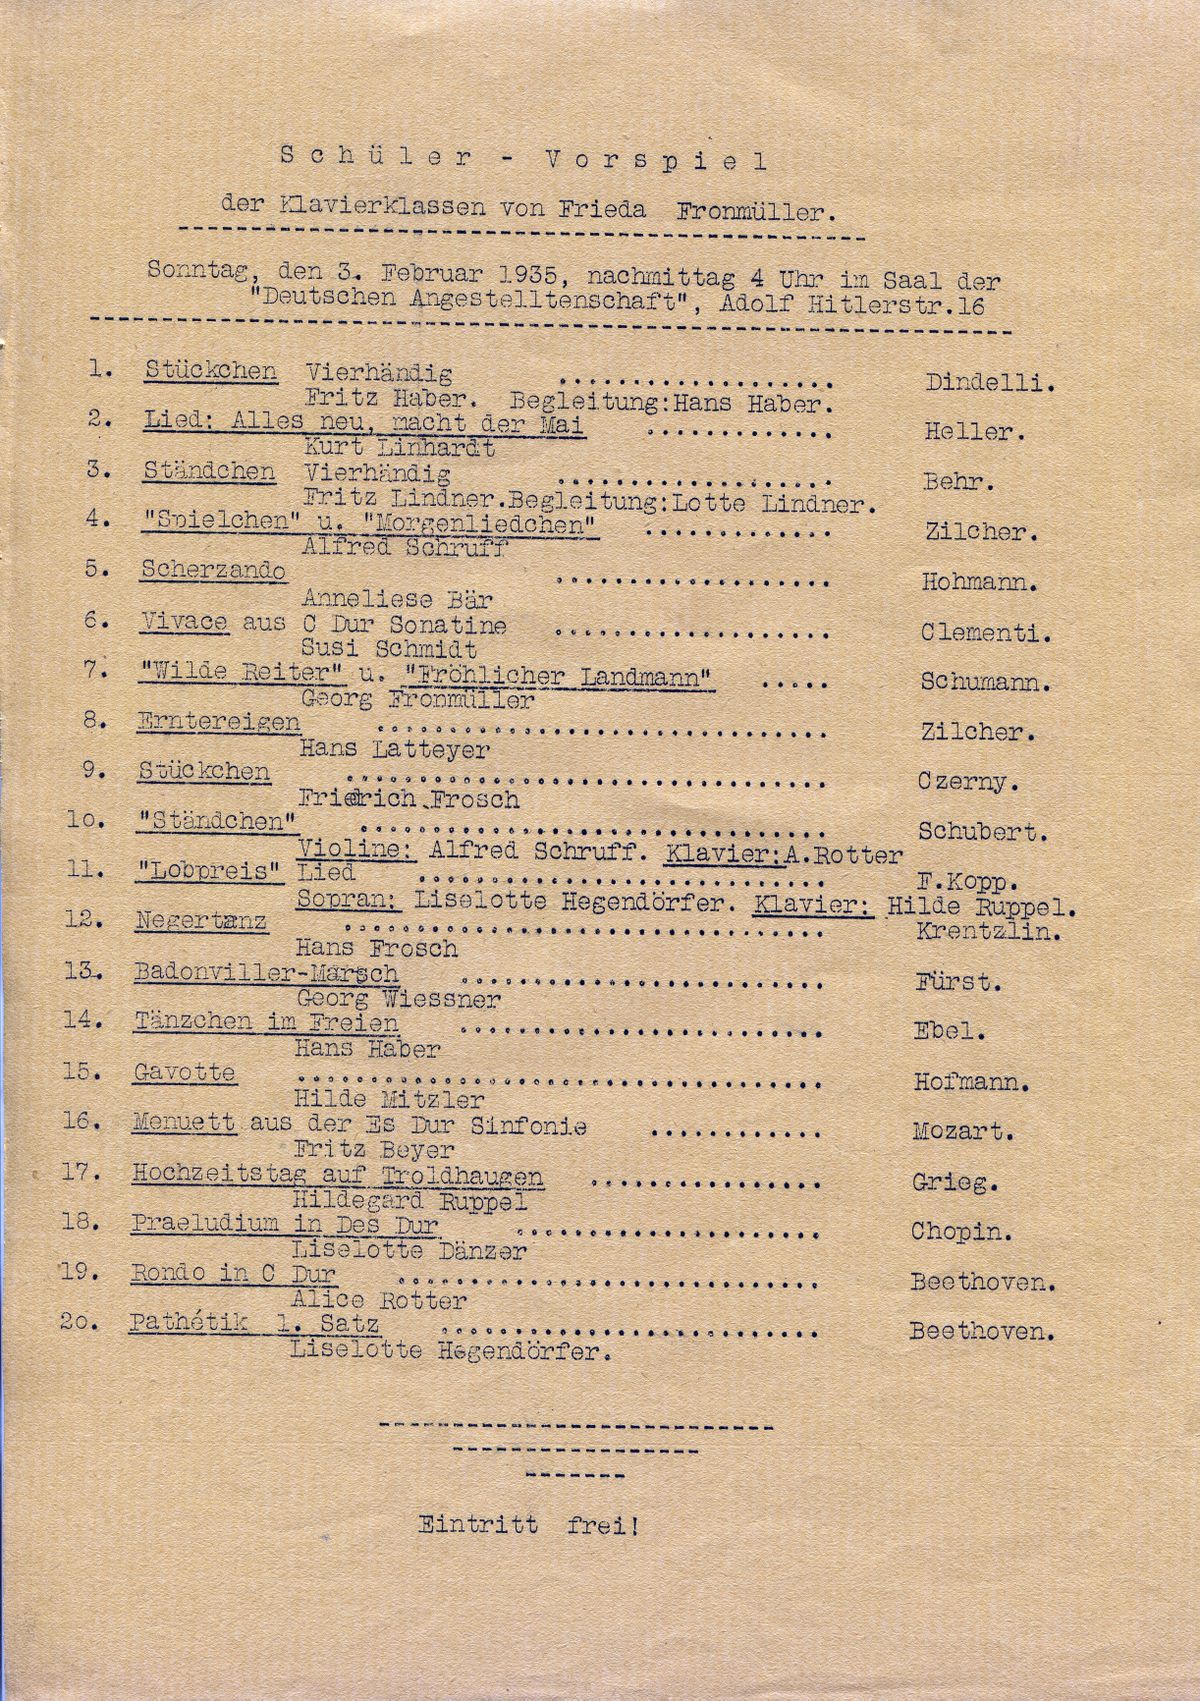 Schüler - Vorspiel
der Klavierklassen von Frieda Fronmüller.
Sonntag, den 3. Februar 1935, nachmittag 4 Uhr im Saal der
"Deutschen Angestelltenschaft", Adolf Hitlerstr.16
1. Stückchen Vierhändig .................. Dindelli.
Fritz Haber. Begleitung:Hans Haber.
2. Lied: Alles neu, macht der Mai ............. Heller.
Kurt Linhardt
3. Ständchen Vierhändig ................... Behr.
Fritz Lindner.Begleitung:Lotte Lindner.
4. "Spielchen" u. "Morgenliedchen" ............. Zilcher.
Alfred Schruff
5. Scherzando ................... Hohmann.
Anneliese Bär
6. Vivace aus C Dur Sonatine ................... Clementi.
Susi Schmidt
7. "Wilde Reiter" u. "Fröhlicher Landmann" ..... Schumann.
Georg Fronmüller
8. Erntereigen ............................... Zilcher.
Hans Latteyer
9. Stückchen ................................. Czerny.
Friedrich Frosch
1o. "Ständchen" ................................ Schubert.
Violine: Alfred Schruff. Klavier:A.Rotter
11. "Lobpreis" Lied ............................ F.Kopp.
Sopran: Liselotte Hegendörfer. Klavier: Hilde Ruppel.
12. Negertanz ................................. Krentzlin.
Hans Frosch
13. Badonviller-Marsch ......................... Fürst.
Georg Wiessner
14. Tänzchen im Freien ......................... Ebel.
Hans Haber
15. Gavotte .................................... Hofmann.
Hilde Mitzler
16. Menuett aus der Es Dur Sinfonie ............ Mozart.
Fritz Beyer
17. Hochzeitstag auf Troldhaugen ................ Grieg.
Hildegard Ruppel
18. Praeludium in Des Dur ..................... Chopin.
Liselotte Dänzer
19. Rondo in C Dur ............................. Beethoven.
Alice Rotter
2o. Pathétik 1. Satz .......................... Beethoven.
Liselotte Hegendörfer.
Eintritt frei!